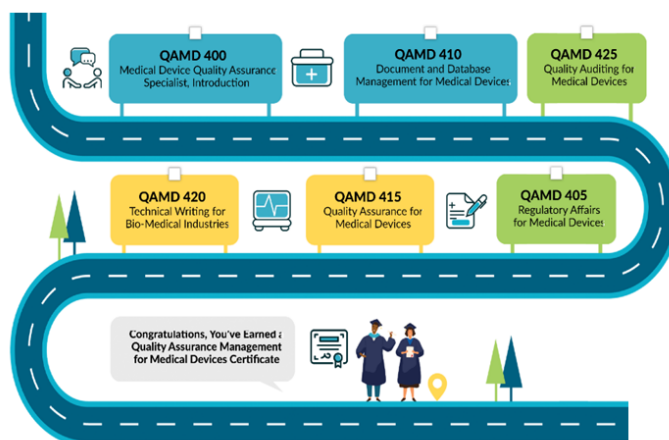 QAMD 400
Medical Device Quality Assurance
Specialist, Introduction
QAMD 410
Document and Database
Management for Medical Devices
QAMD 425
Quality Auditing for
Medical Devices
QAMD 420
Technical Writing for
Bio-Medical Industries
QAMD 415
Quality Assurance for
Medical Devices
QAMD 405
Regulatory Affairs
for Medical Devices
Congratulations, You've Earned a
Quality Assurance Management
for Medical Devices Certificate